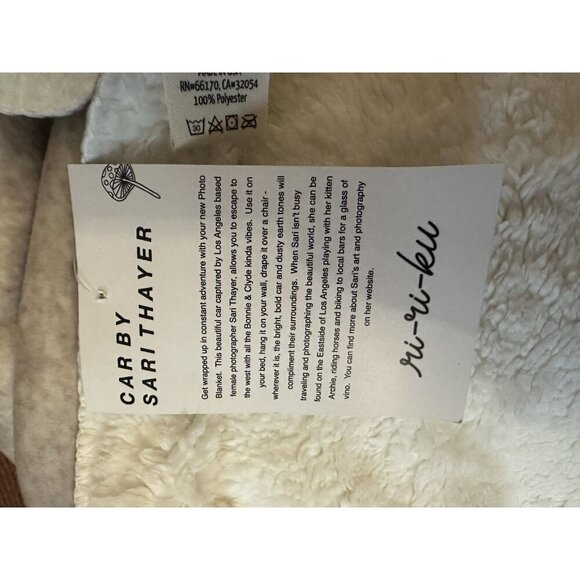 MADE IN USA
RN#66170, CA#32054
100% Polyester
30
CAR BY
SARI THAYER
Get wrapped up in constant adventure with your new Photo
Blanket. This beautiful car captured by Los Angeles based
female photographer Sari Thayer, allows you to escape to
the west with all the Bonnie & Clyde kinda vibes. Use it on
your bed, hang it on your wall, drape it over a chair -
wherever it is, the bright, bold car and dusty earth tones will
compliment their surroundings. When Sari isn't busy
traveling and photographing the beautiful world, she can be
found on the Eastside of Los Angeles playing with her kitten
Archie, riding horses and biking to local bars for a glass of
vino. You can find more about Sari's art and photography
on her website.
ri-ri-ku